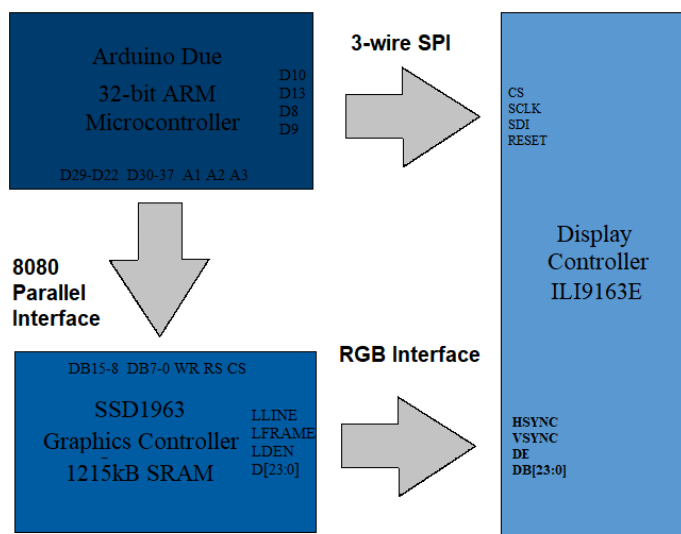 Arduino Due
32-bit ARM
Microcontroller
D10
D13
D8
D9
D29-D22 D30-37 A1 A2 A3
3-wire SPI
CS
SCLK
SDI
RESET
Display
Controller
ILI9163E
8080
Parallel
Interface
DB15-8 DB7-0 WR RS CS
SSD1963
Graphics Controller
1215kB SRAM
LLINE
LFRAME
LDEN
D[23:0]
RGB Interface
HSYNC
VSYNC
DE
DB[23:0]